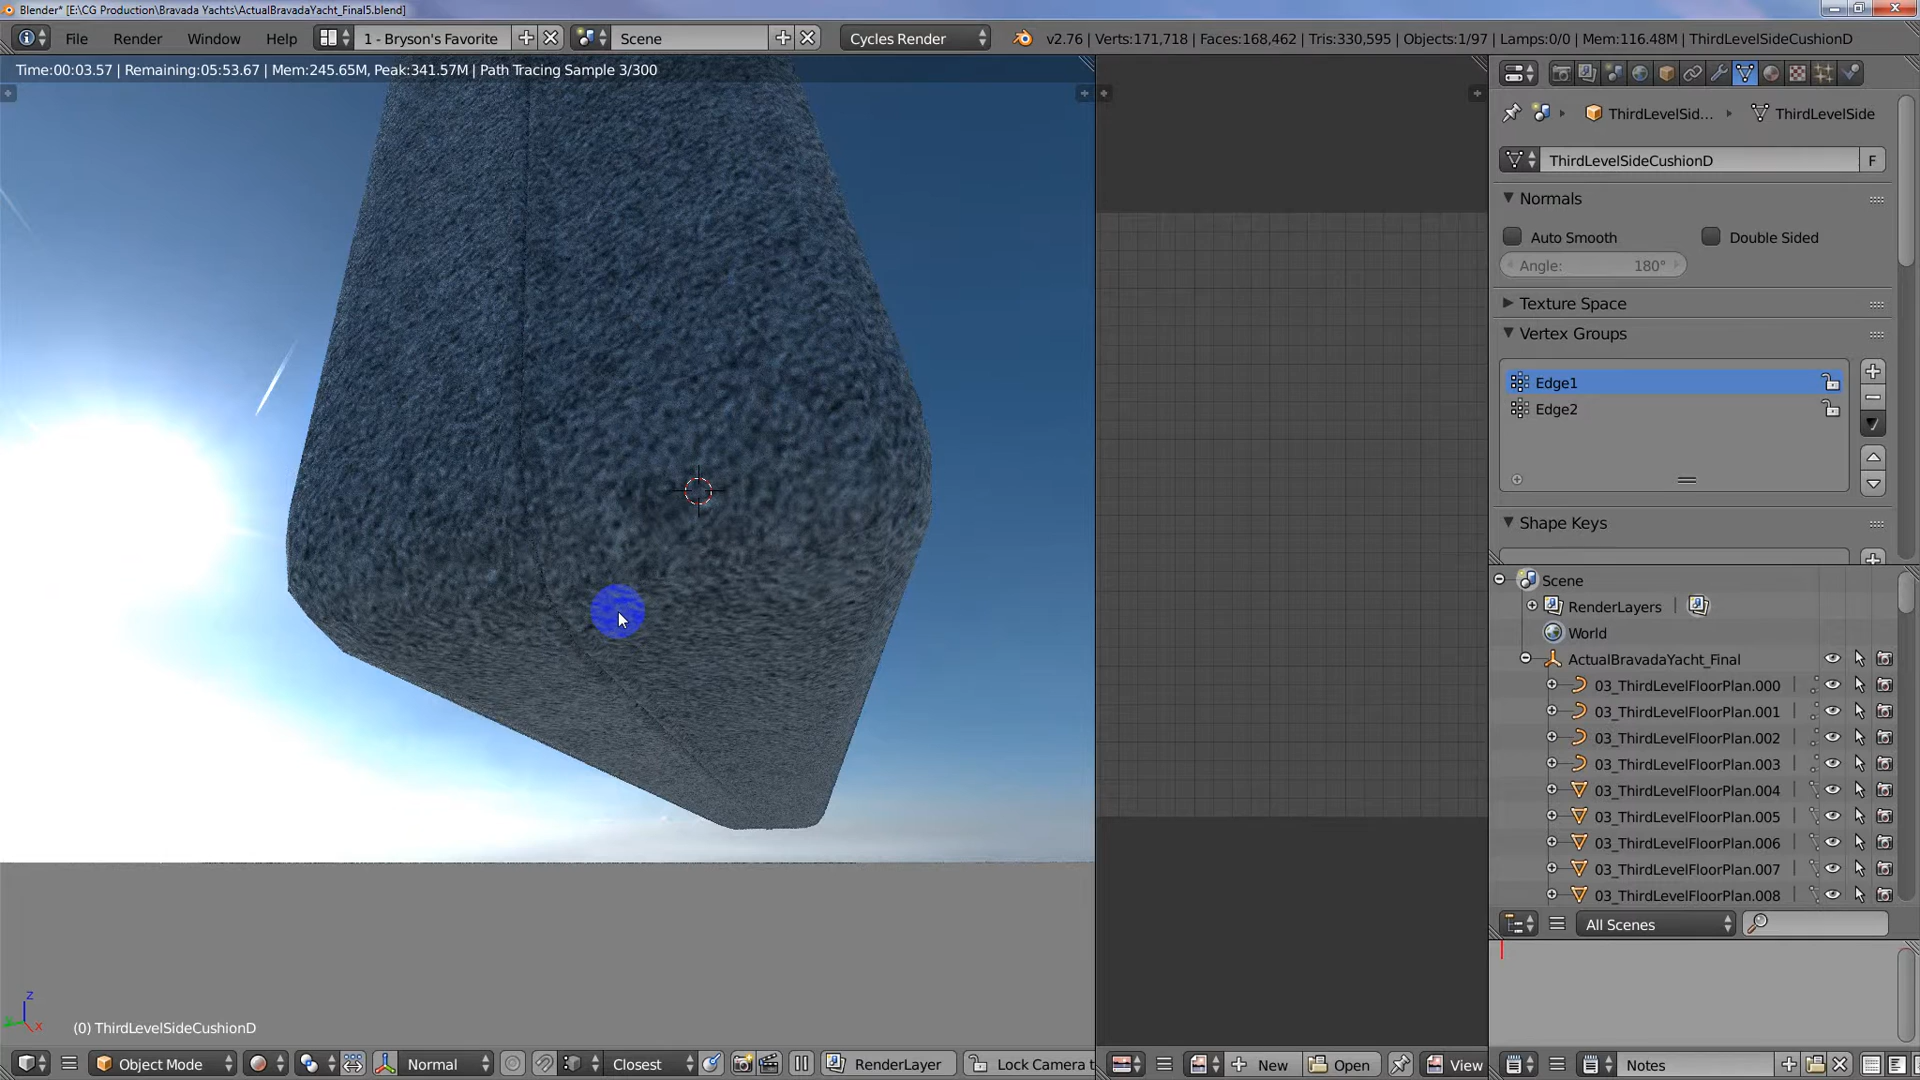 Blender* [E:\CG Production\Bravada Yachts\ActualBravadaYacht_Final5.blend]
File Render Window Help 1 - Bryson's Favorite Scene Cycles Render v2.76 | Verts:171,718 | Faces:168,462 | Tris:330,595 | Objects:1/97 | Lamps:0/0 | Mem:116.48M | ThirdLevelSideCushionD
Time:00:03.57 | Remaining:05:53.67 | Mem:245.65M, Peak:341.57M | Path Tracing Sample 3/300
ThirdLevelSid... ThirdLevelSide
ThirdLevelSideCushionD F
Normals
Auto Smooth Double Sided
Angle: 180°
Texture Space
Vertex Groups
Edge1
Edge2
Shape Keys
Scene
RenderLayers
World
ActualBravadaYacht_Final
03_ThirdLevelFloorPlan.000
03_ThirdLevelFloorPlan.001
03_ThirdLevelFloorPlan.002
03_ThirdLevelFloorPlan.003
03_ThirdLevelFloorPlan.004
03_ThirdLevelFloorPlan.005
03_ThirdLevelFloorPlan.006
03_ThirdLevelFloorPlan.007
03_ThirdLevelFloorPlan.008
All Scenes
z
y x
(0) ThirdLevelSideCushionD
Object Mode Normal Closest RenderLayer Lock Camera t New Open View Notes